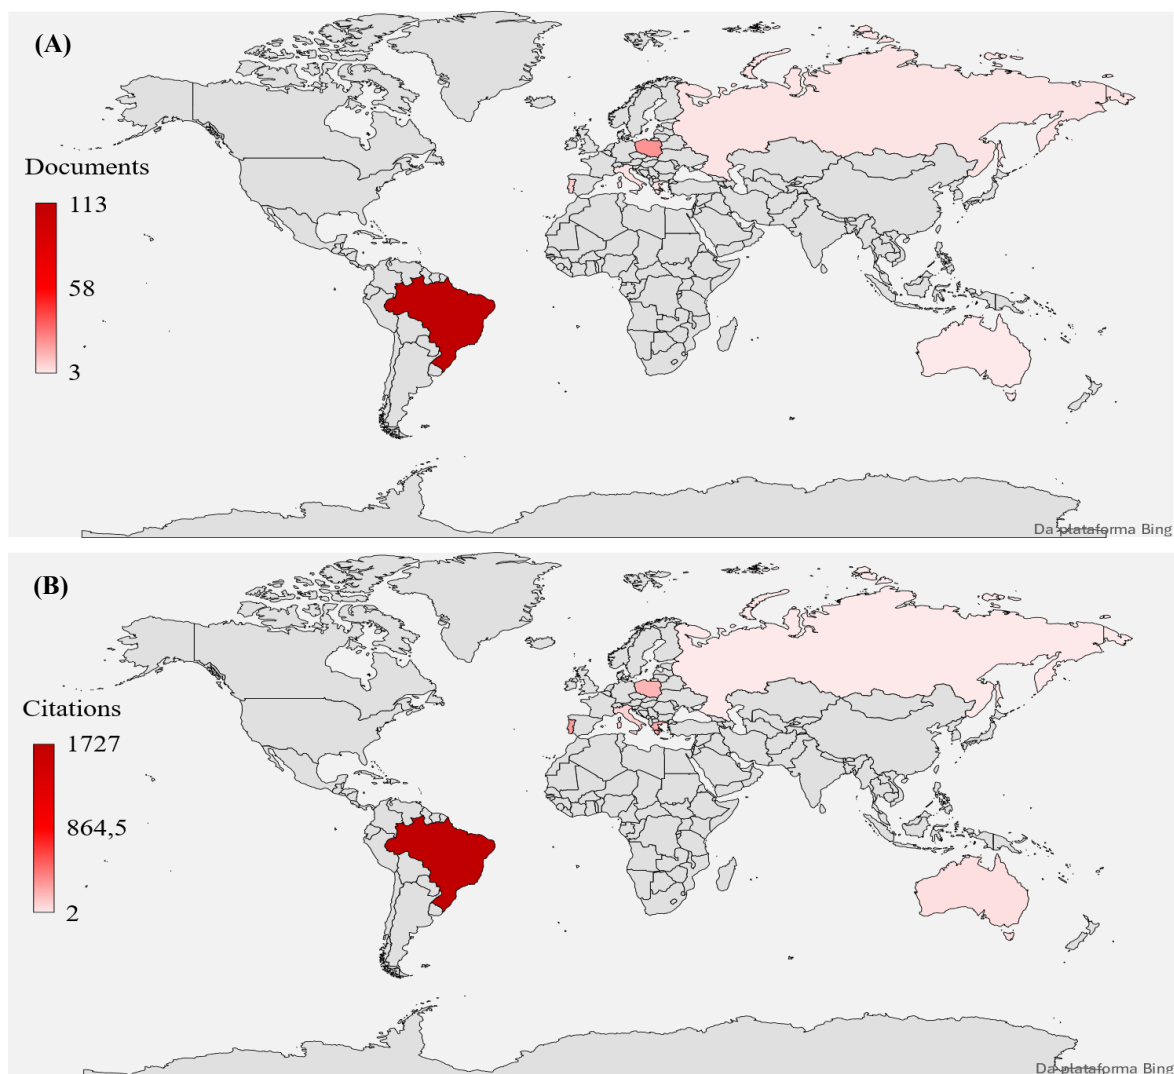 (A)
Documents
113
58
3
Da plataforma Bing
(B)
Citations
1727
864,5
2
Da plataforma Bing